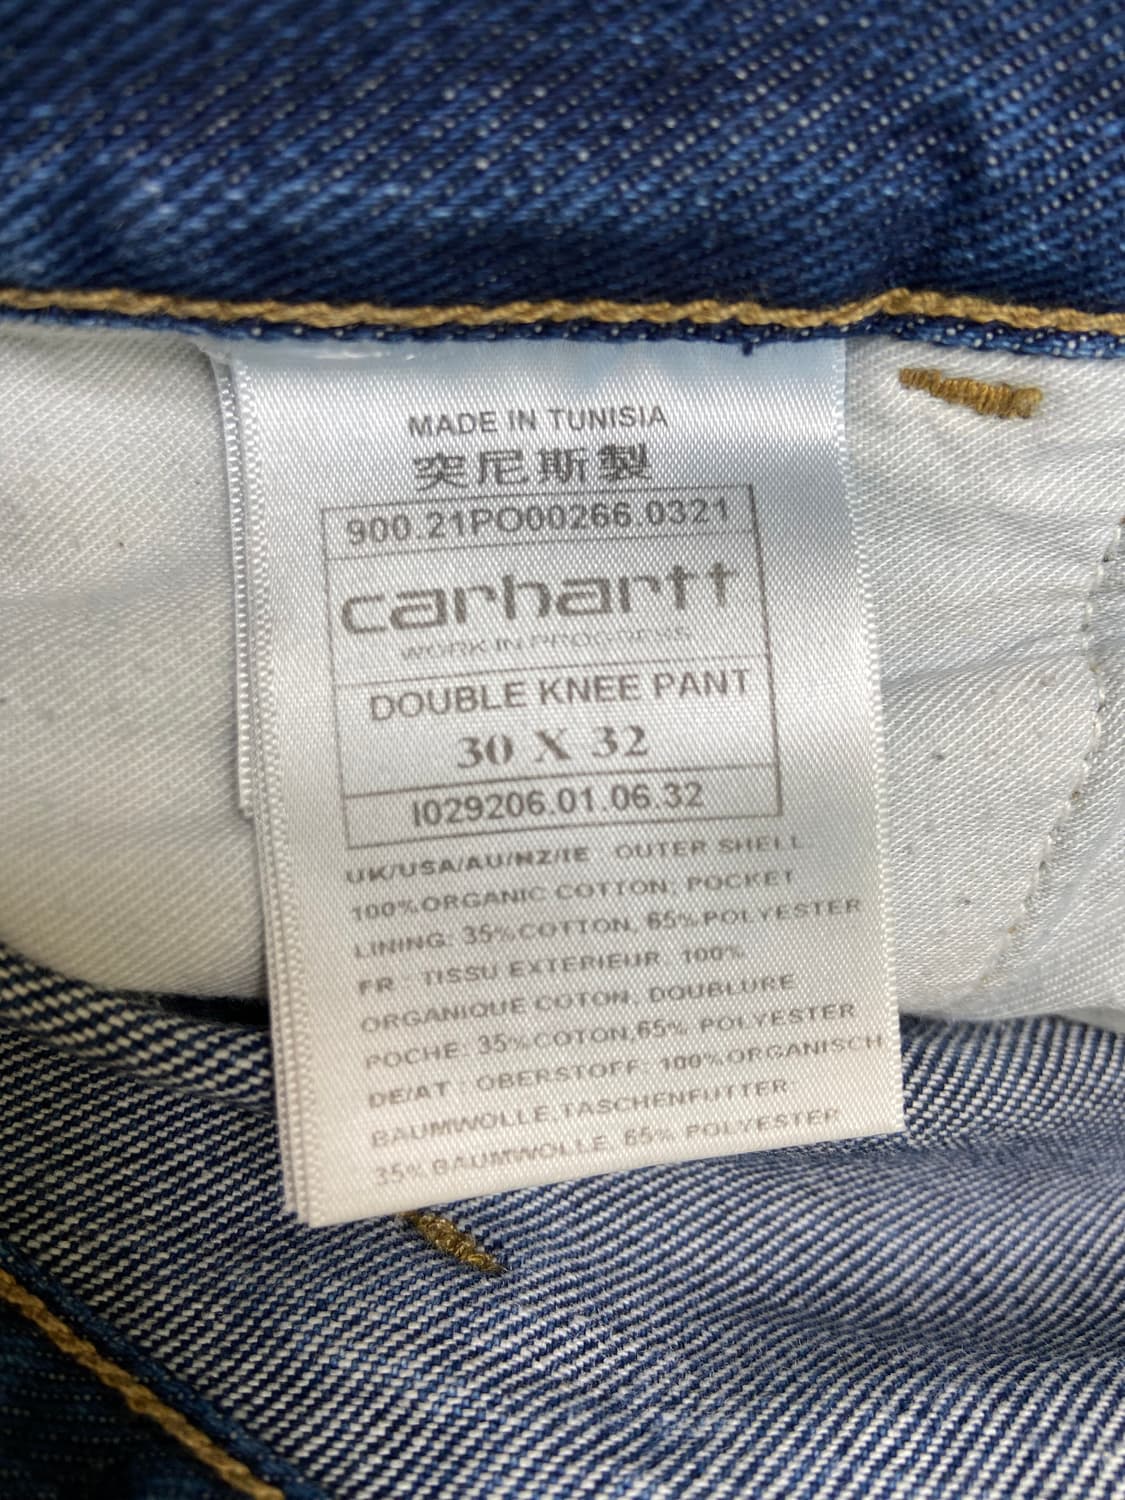 MADE IN TUNISIA
突尼斯製
900.21PO00266.0321
carhartt
WORK IN PROGRESS
DOUBLE KNEE PANT
30 X 32
I029206.01.06.32
UK/USA/AU/NZ/IE OUTER SHELL:
100%ORGANIC COTTON; POCKET
LINING: 35%COTTON, 65%POLYESTER
FR : TISSU EXTERIEUR 100%
ORGANIQUE COTON, DOUBLURE
POCHE: 35%COTON,65% POLYESTER
DE/AT : OBERSTOFF: 100%ORGANISCH
BAUMWOLLE,TASCHENFUTTER:
35%BAUMWOLLE, 65% POLYESTER